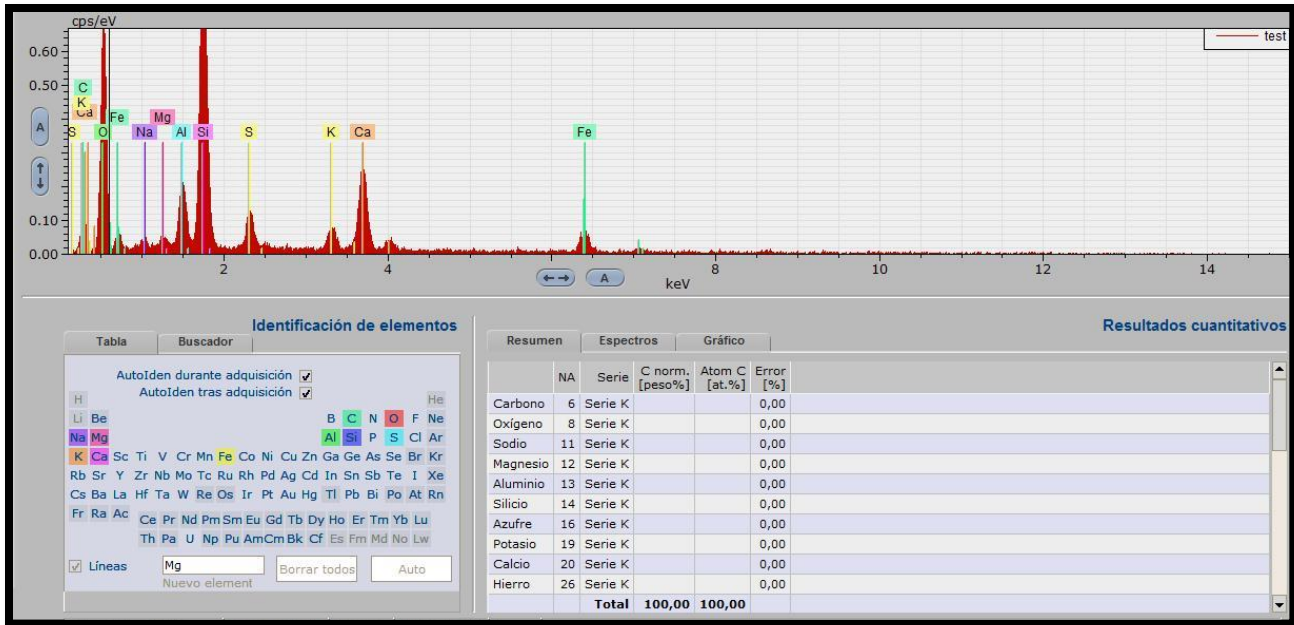 cps/eV
test
0.60
0.50
C
K
Ca
Fe
Mg
A
S
O
Na
Al
Si
S
K
Ca
Fe
0.10
0.00
2
4
8
10
12
14
A
keV
Identificación de elementos
Resultados cuantitativos
Tabla
Buscador
Resumen
Espectros
Gráfico
AutoIden durante adquisición
AutoIden tras adquisición
H He
Li Be B C N O F Ne
Na Mg Al Si P S Cl Ar
K Ca Sc Ti V Cr Mn Fe Co Ni Cu Zn Ga Ge As Se Br Kr
Rb Sr Y Zr Nb Mo Tc Ru Rh Pd Ag Cd In Sn Sb Te I Xe
Cs Ba La Hf Ta W Re Os Ir Pt Au Hg Tl Pb Bi Po At Rn
Fr Ra Ac
Ce Pr Nd Pm Sm Eu Gd Tb Dy Ho Er Tm Yb Lu
Th Pa U Np Pu Am Cm Bk Cf Es Fm Md No Lw
Líneas
Mg
Borrar todos
Auto
Nuevo element
NA Serie C norm. [peso%] Atom C [at.%] Error [%]
Carbono 6 Serie K 0,00
Oxígeno 8 Serie K 0,00
Sodio 11 Serie K 0,00
Magnesio 12 Serie K 0,00
Aluminio 13 Serie K 0,00
Silicio 14 Serie K 0,00
Azufre 16 Serie K 0,00
Potasio 19 Serie K 0,00
Calcio 20 Serie K 0,00
Hierro 26 Serie K 0,00
Total 100,00 100,00